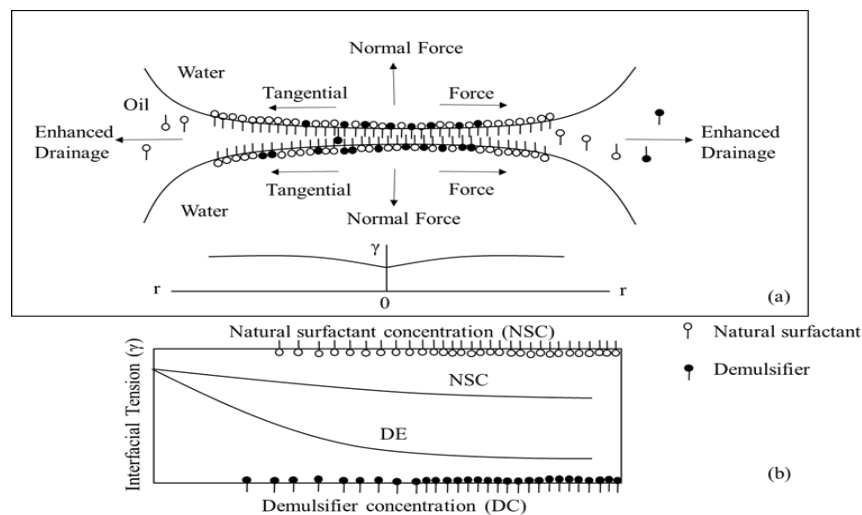 Normal Force
Water
Tangential
Force
Oil
Enhanced
Drainage
Enhanced
Drainage
Tangential
Force
Water
Normal Force
γ
r
0
r
(a)
Natural surfactant concentration (NSC)
Natural surfactant
Demulsifier
Interfacial Tension (γ)
NSC
DE
(b)
Demulsifier concentration (DC)